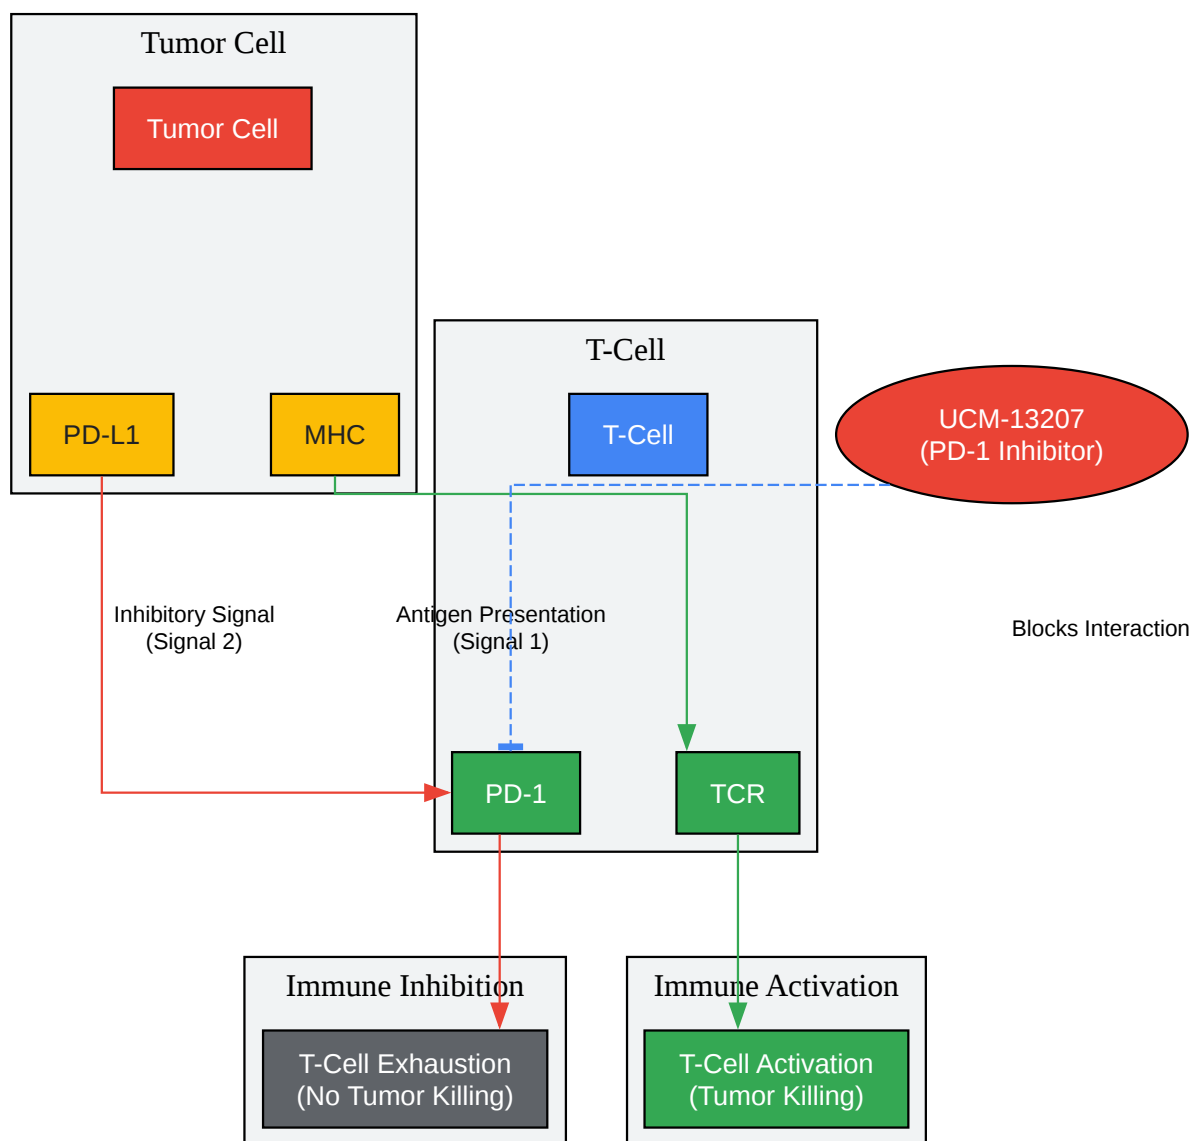 Tumor Cell
Tumor Cell
PD-L1
MHC
T-Cell
T-Cell
UCM-13207
(PD-1 Inhibitor)
Inhibitory Signal
(Signal 2)
Antigen Presentation
(Signal 1)
Blocks Interaction
PD-1
TCR
Immune Inhibition
T-Cell Exhaustion
(No Tumor Killing)
Immune Activation
T-Cell Activation
(Tumor Killing)